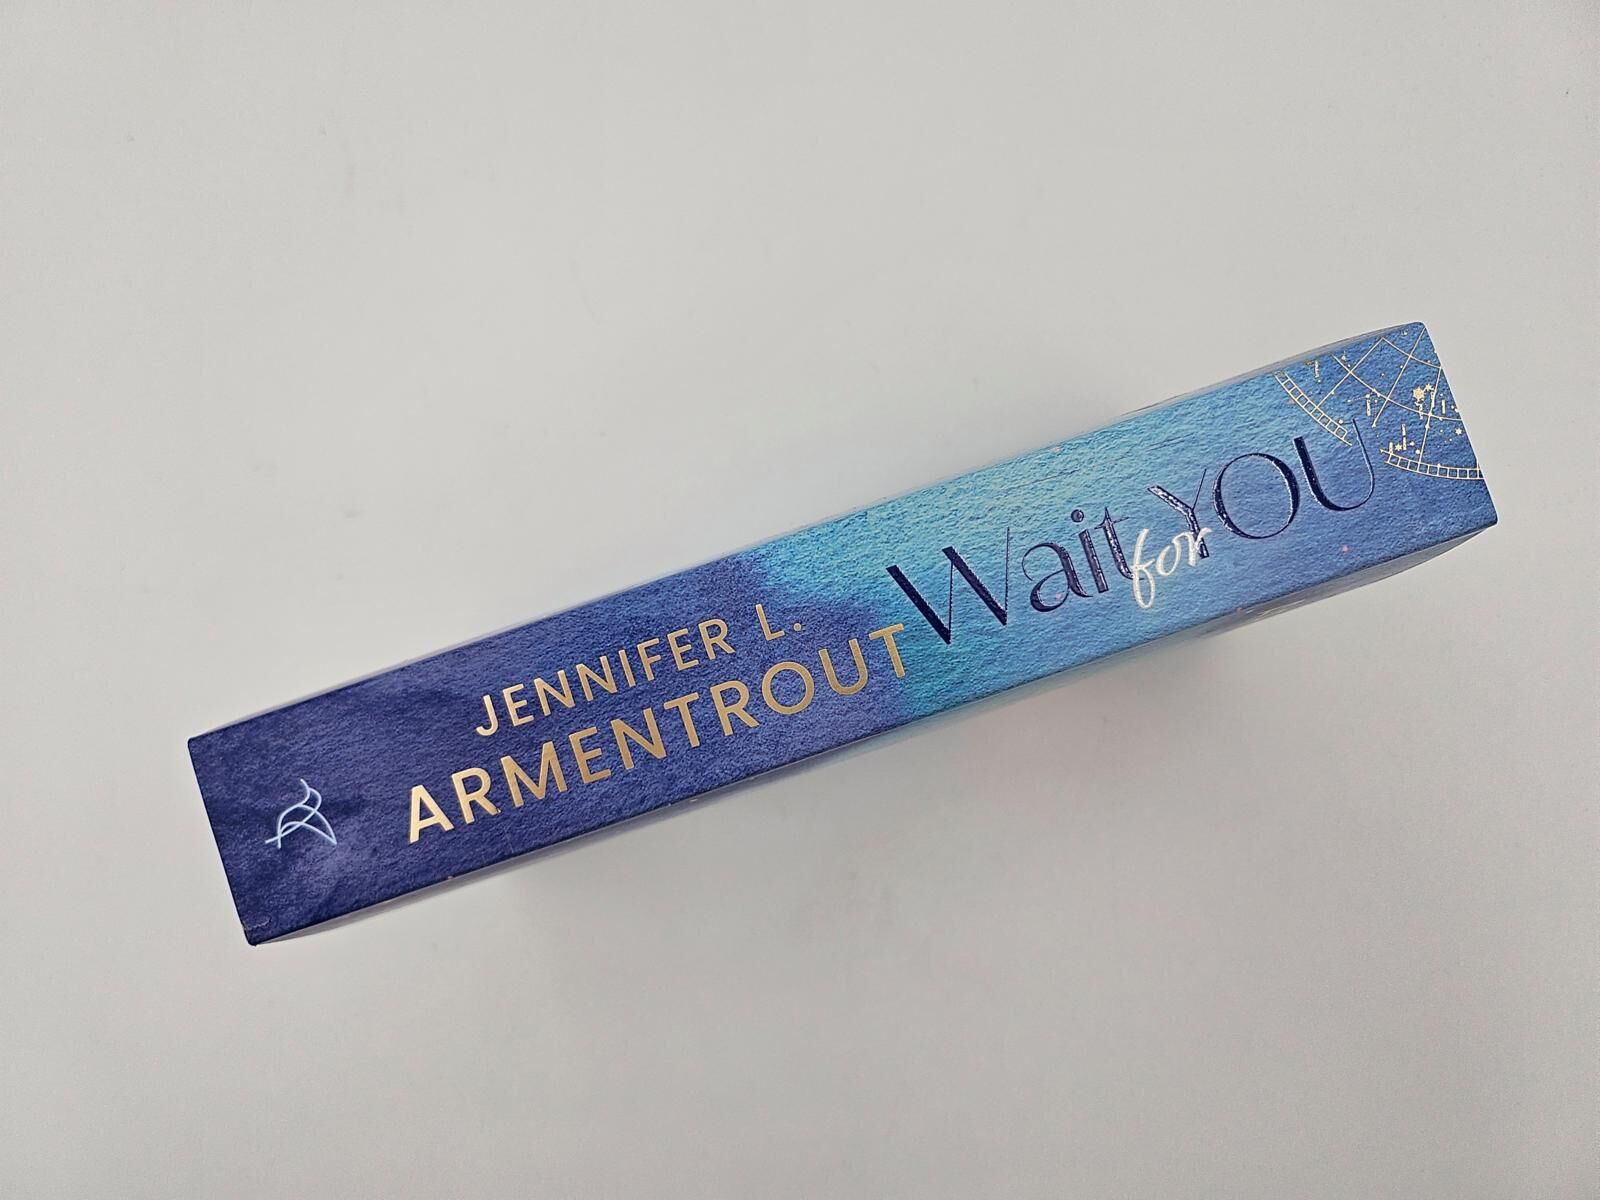 JENNIFER L.
ARMENTROUT
Wait for YOU